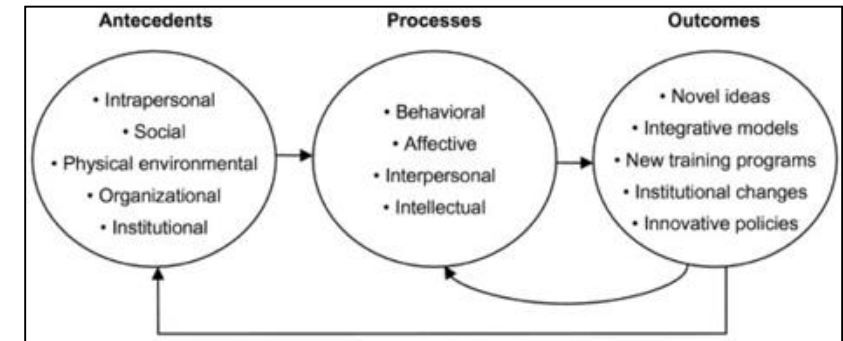 Antecedents
• Intrapersonal
• Social
• Physical environmental
• Organizational
• Institutional
Processes
• Behavioral
• Affective
• Interpersonal
• Intellectual
Outcomes
• Novel ideas
• Integrative models
• New training programs
• Institutional changes
• Innovative policies